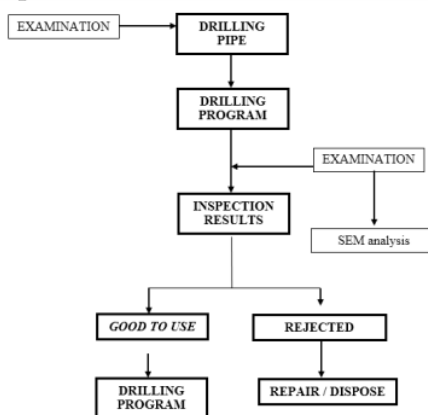 EXAMINATION
DRILLING
PIPE
DRILLING
PROGRAM
EXAMINATION
INSPECTION
RESULTS
SEM analysis
GOOD TO USE
REJECTED
DRILLING
PROGRAM
REPAIR / DISPOSE